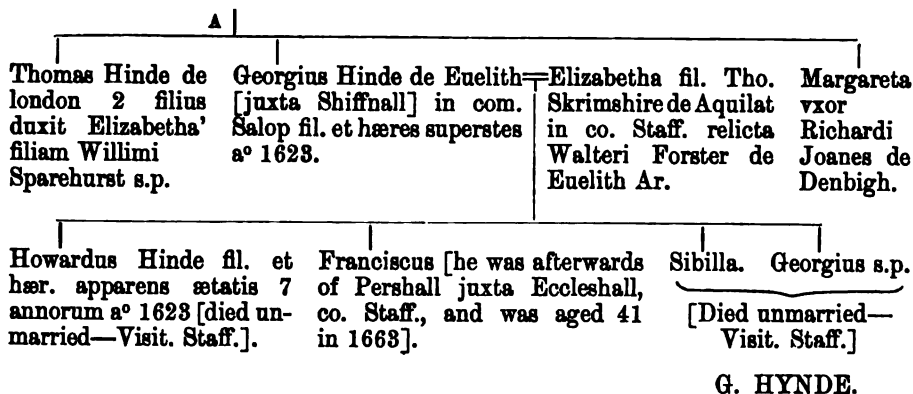 A
Thomas Hinde de
london 2 filius
duxit Elizabetha'
filiam Willimi
Sparehurst s.p.
Georgius Hinde de Euelith
[juxta Shiffnall] in com.
Salop fil. et hæres superstes
aº 1623.
Elizabetha fil. Tho.
Skrimshire de Aquilat
in co. Staff. relicta
Walteri Forster de
Euelith Ar.
Margareta
vxor
Richardi
Joanes de
Denbigh.
Howardus Hinde fil. et
hær. apparens ætatis 7
annorum aº 1623 [died un-
married—Visit. Staff.].
Franciscus [he was afterwards
of Pershall juxta Eccleshall,
co. Staff., and was aged 41
in 1663].
Sibilla. Georgius s.p.
[Died unmarried—
Visit. Staff.]
G. HYNDE.